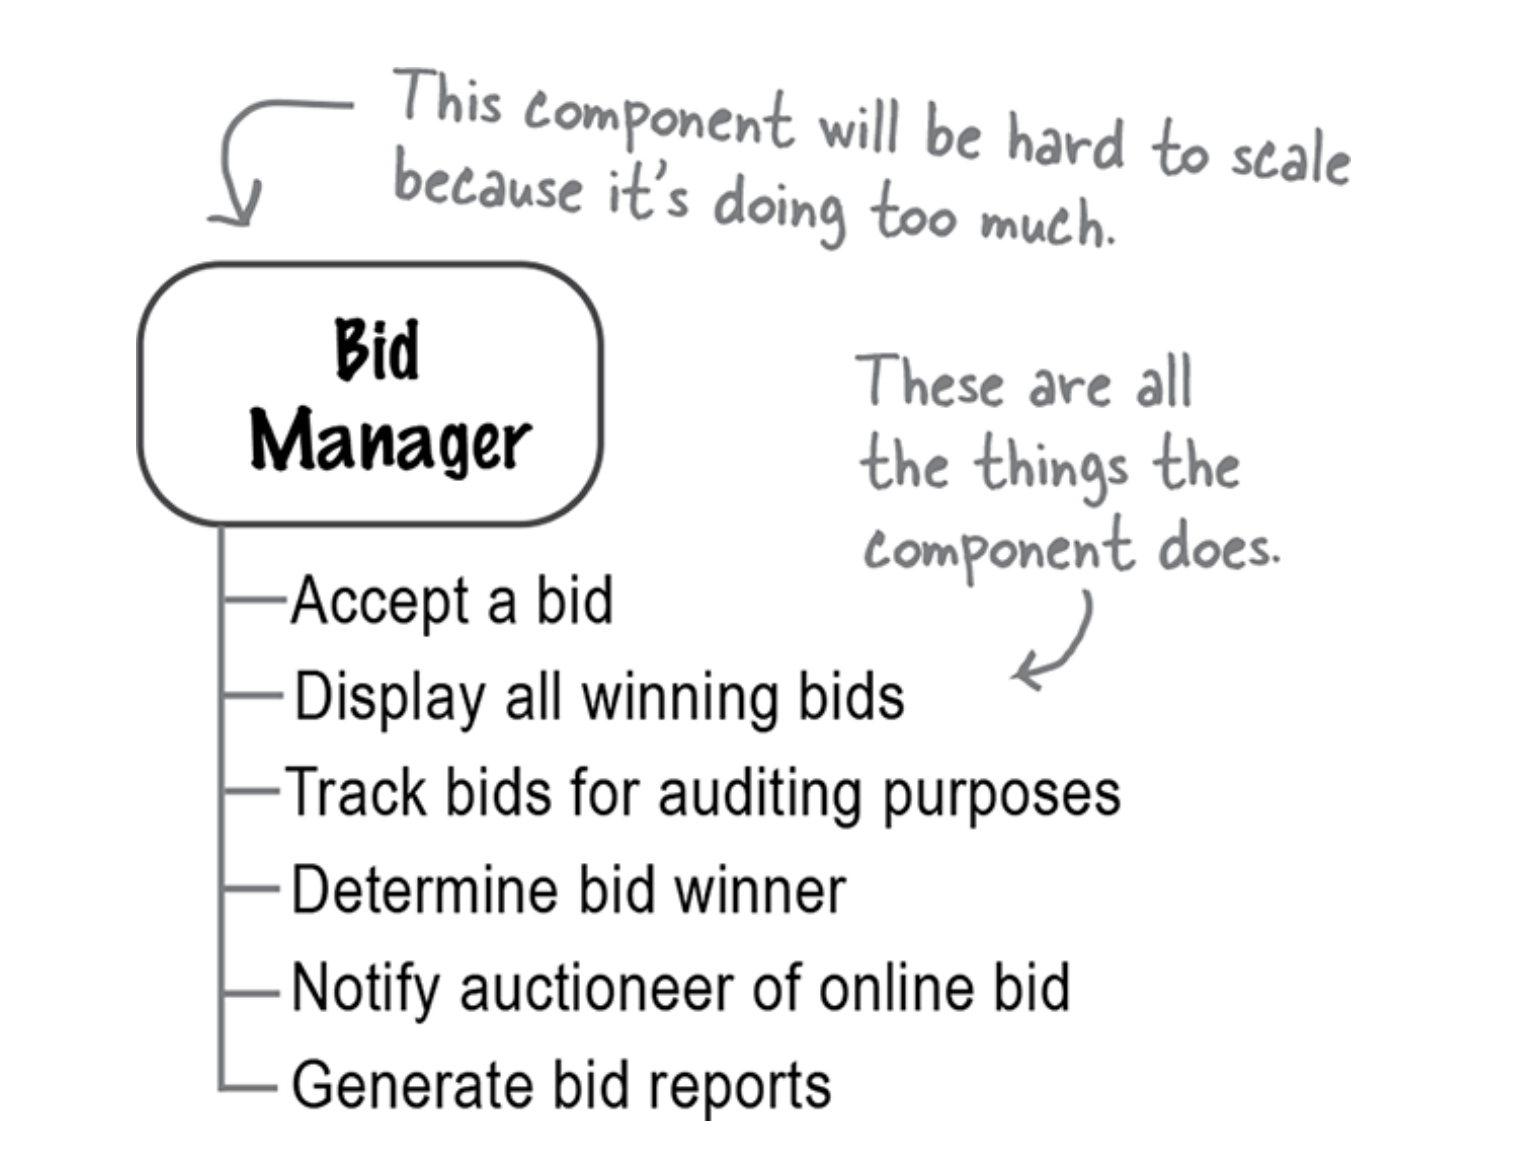 This component will be hard to scale
because it's doing too much.
Bid
Manager
These are all
the things the
component does.
Accept a bid
Display all winning bids
Track bids for auditing purposes
Determine bid winner
Notify auctioneer of online bid
Generate bid reports